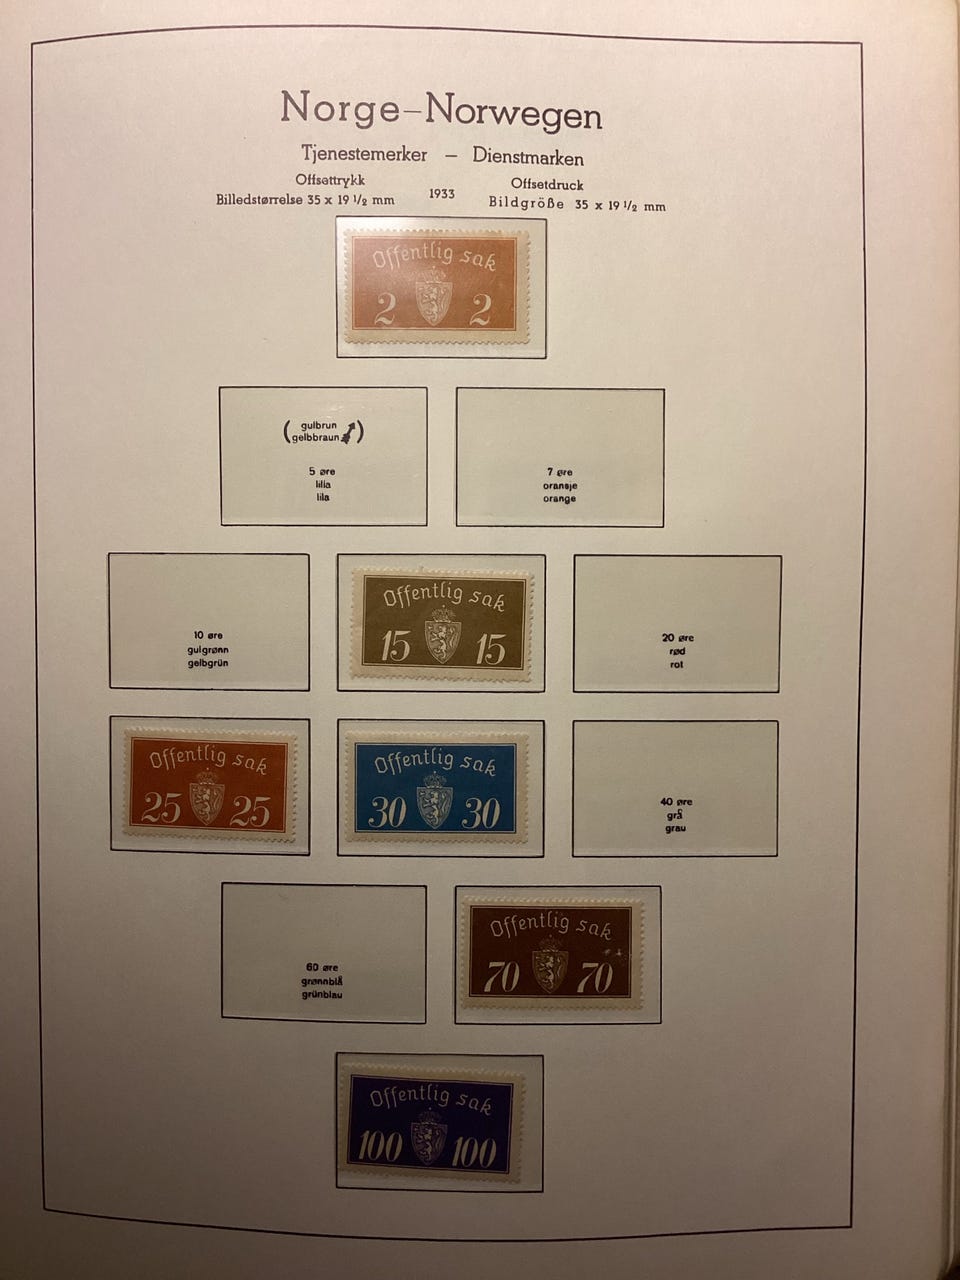 Norge–Norwegen
Tjenestemerker – Dienstmarken
Offsettrykk
Billedstørrelse 35 x 19 1/2 mm
1933
Offsetdruck
Bildgröße 35 x 19 1/2 mm
Offentlig sak
2 2
(gulbrun
gelbbraun)
5 øre
lilla
lila
7 øre
oransje
orange
10 øre
gulgrønn
gelbgrün
Offentlig sak
15 15
20 øre
rød
rot
Offentlig sak
25 25
Offentlig sak
30 30
40 øre
grå
grau
60 øre
grønnblå
grünblau
Offentlig sak
70 70
Offentlig sak
100 100